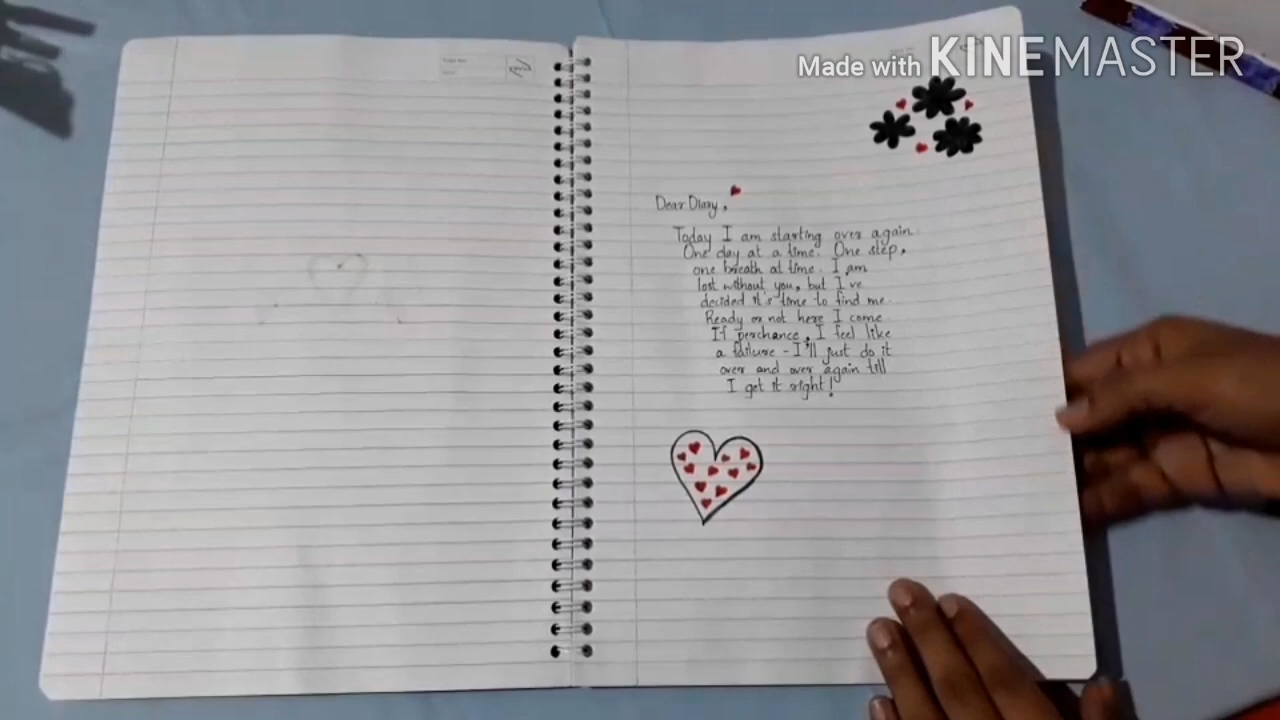 Made with KINEMASTER
Dear Diary,
Today I am starting over again.
One day at a time. One step,
one breath at time. I am
lost without you, but I've
decided it's time to find me.
Ready or not here I come
If perchance, I feel like
a failure - I'll just do it
over and over again till
I get it right!